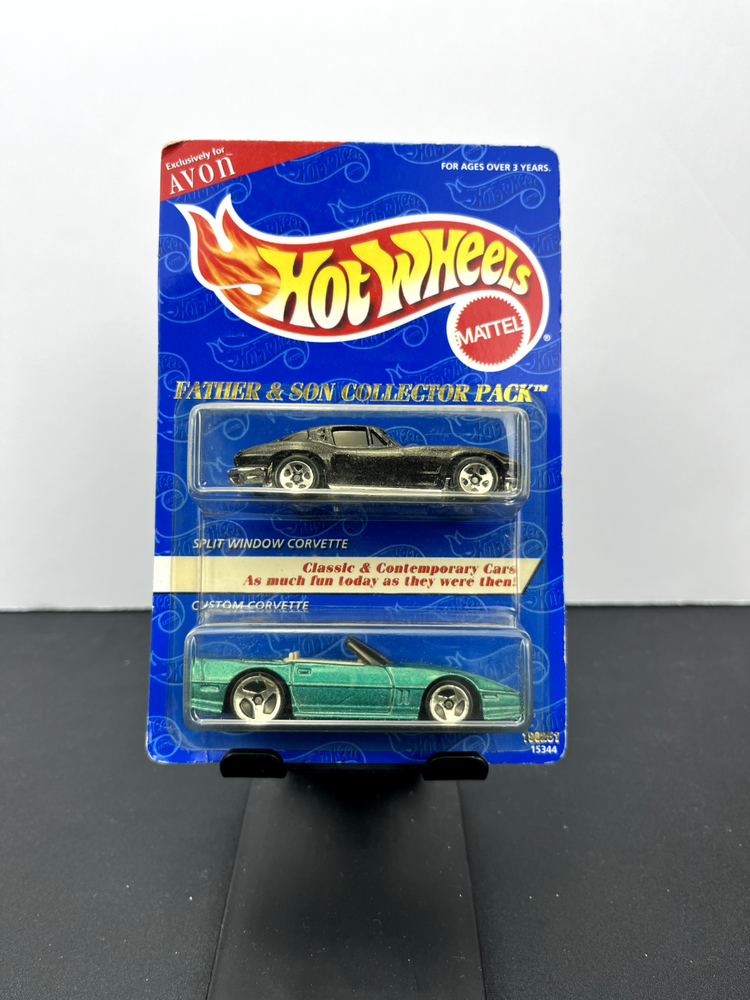 Exclusively for
AVON
FOR AGES OVER 3 YEARS.
HOT WHEELS
®
MATTEL
FATHER & SON COLLECTOR PACK™
SPLIT WINDOW CORVETTE
Classic & Contemporary Cars
As much fun today as they were then!
CUSTOM CORVETTE
15344